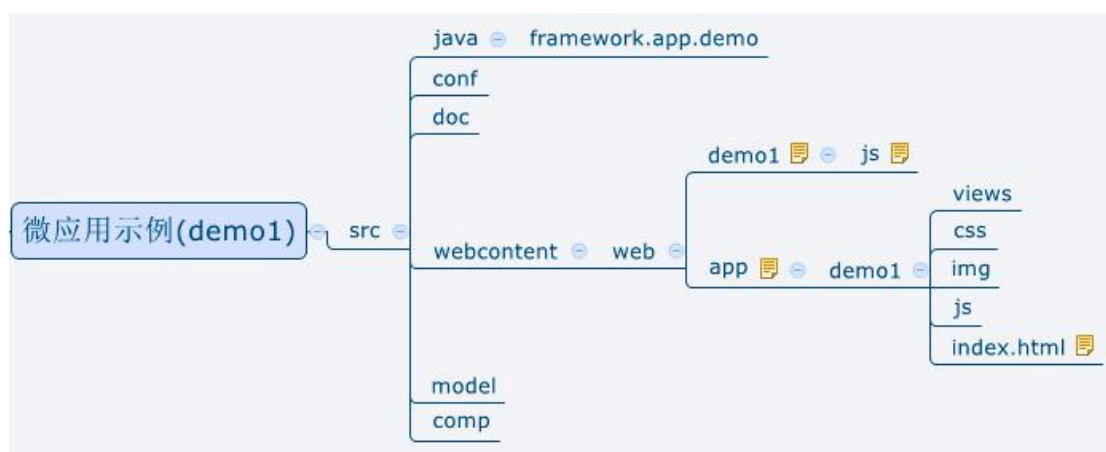 java framework.app.demo
conf
doc
demo1 js
views
css
微应用示例(demo1) src
webcontent web
app demo1 img
js
index.html
model
comp